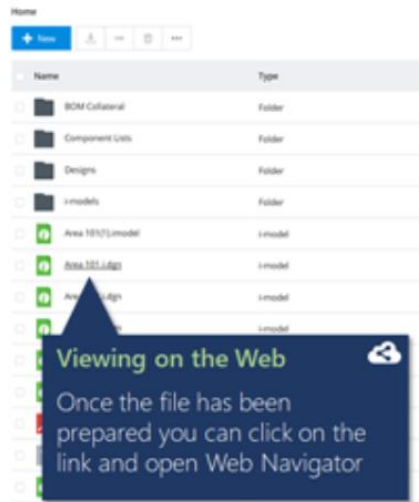 Home
+ New
Name Type
BOM Collateral Folder
Component Lists Folder
Designs Folder
i-models Folder
Area 101(1).imodel i-model
Area 101.i.dgn i-model
i-model
i-model
Viewing on the Web
Once the file has been
prepared you can click on the
link and open Web Navigator